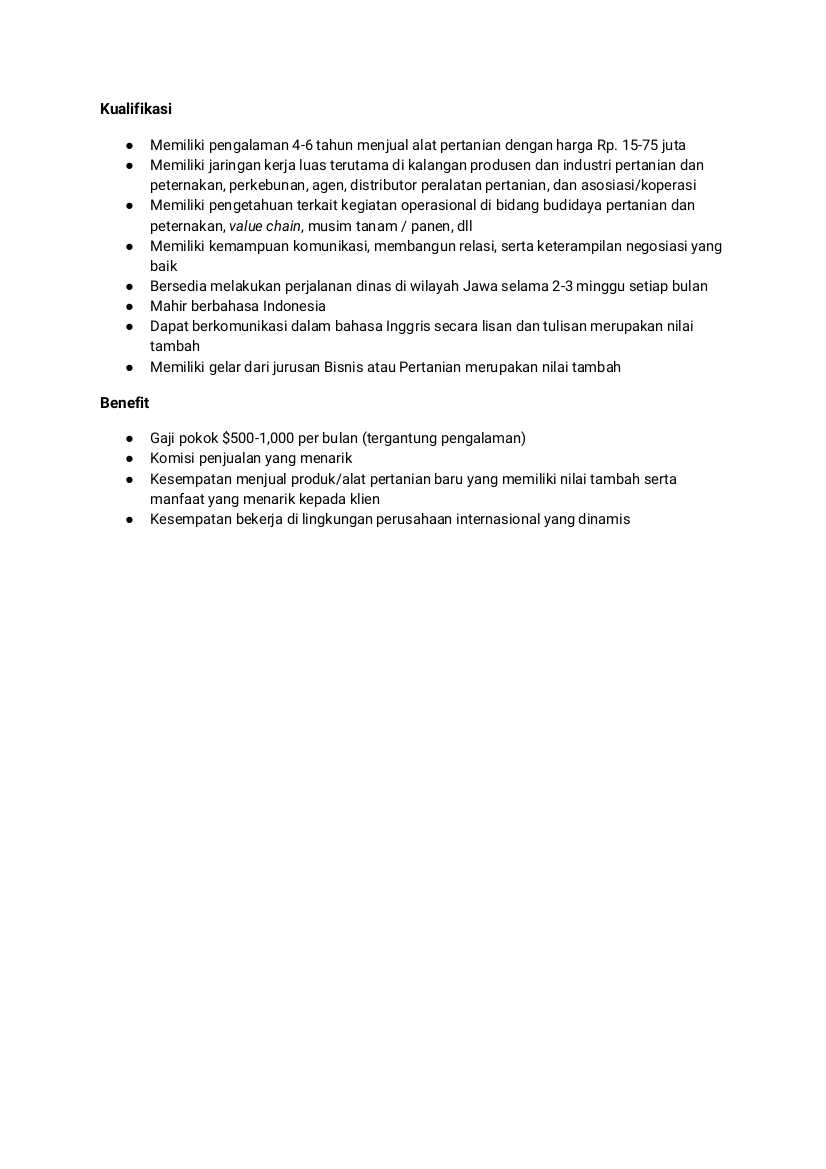 Kualifikasi
● Memiliki pengalaman 4-6 tahun menjual alat pertanian dengan harga Rp. 15-75 juta
● Memiliki jaringan kerja luas terutama di kalangan produsen dan industri pertanian dan
peternakan, perkebunan, agen, distributor peralatan pertanian, dan asosiasi/koperasi
● Memiliki pengetahuan terkait kegiatan operasional di bidang budidaya pertanian dan
peternakan, value chain, musim tanam / panen, dll
● Memiliki kemampuan komunikasi, membangun relasi, serta keterampilan negosiasi yang
baik
● Bersedia melakukan perjalanan dinas di wilayah Jawa selama 2-3 minggu setiap bulan
● Mahir berbahasa Indonesia
● Dapat berkomunikasi dalam bahasa Inggris secara lisan dan tulisan merupakan nilai
tambah
● Memiliki gelar dari jurusan Bisnis atau Pertanian merupakan nilai tambah
Benefit
● Gaji pokok $500-1,000 per bulan (tergantung pengalaman)
● Komisi penjualan yang menarik
● Kesempatan menjual produk/alat pertanian baru yang memiliki nilai tambah serta
manfaat yang menarik kepada klien
● Kesempatan bekerja di lingkungan perusahaan internasional yang dinamis